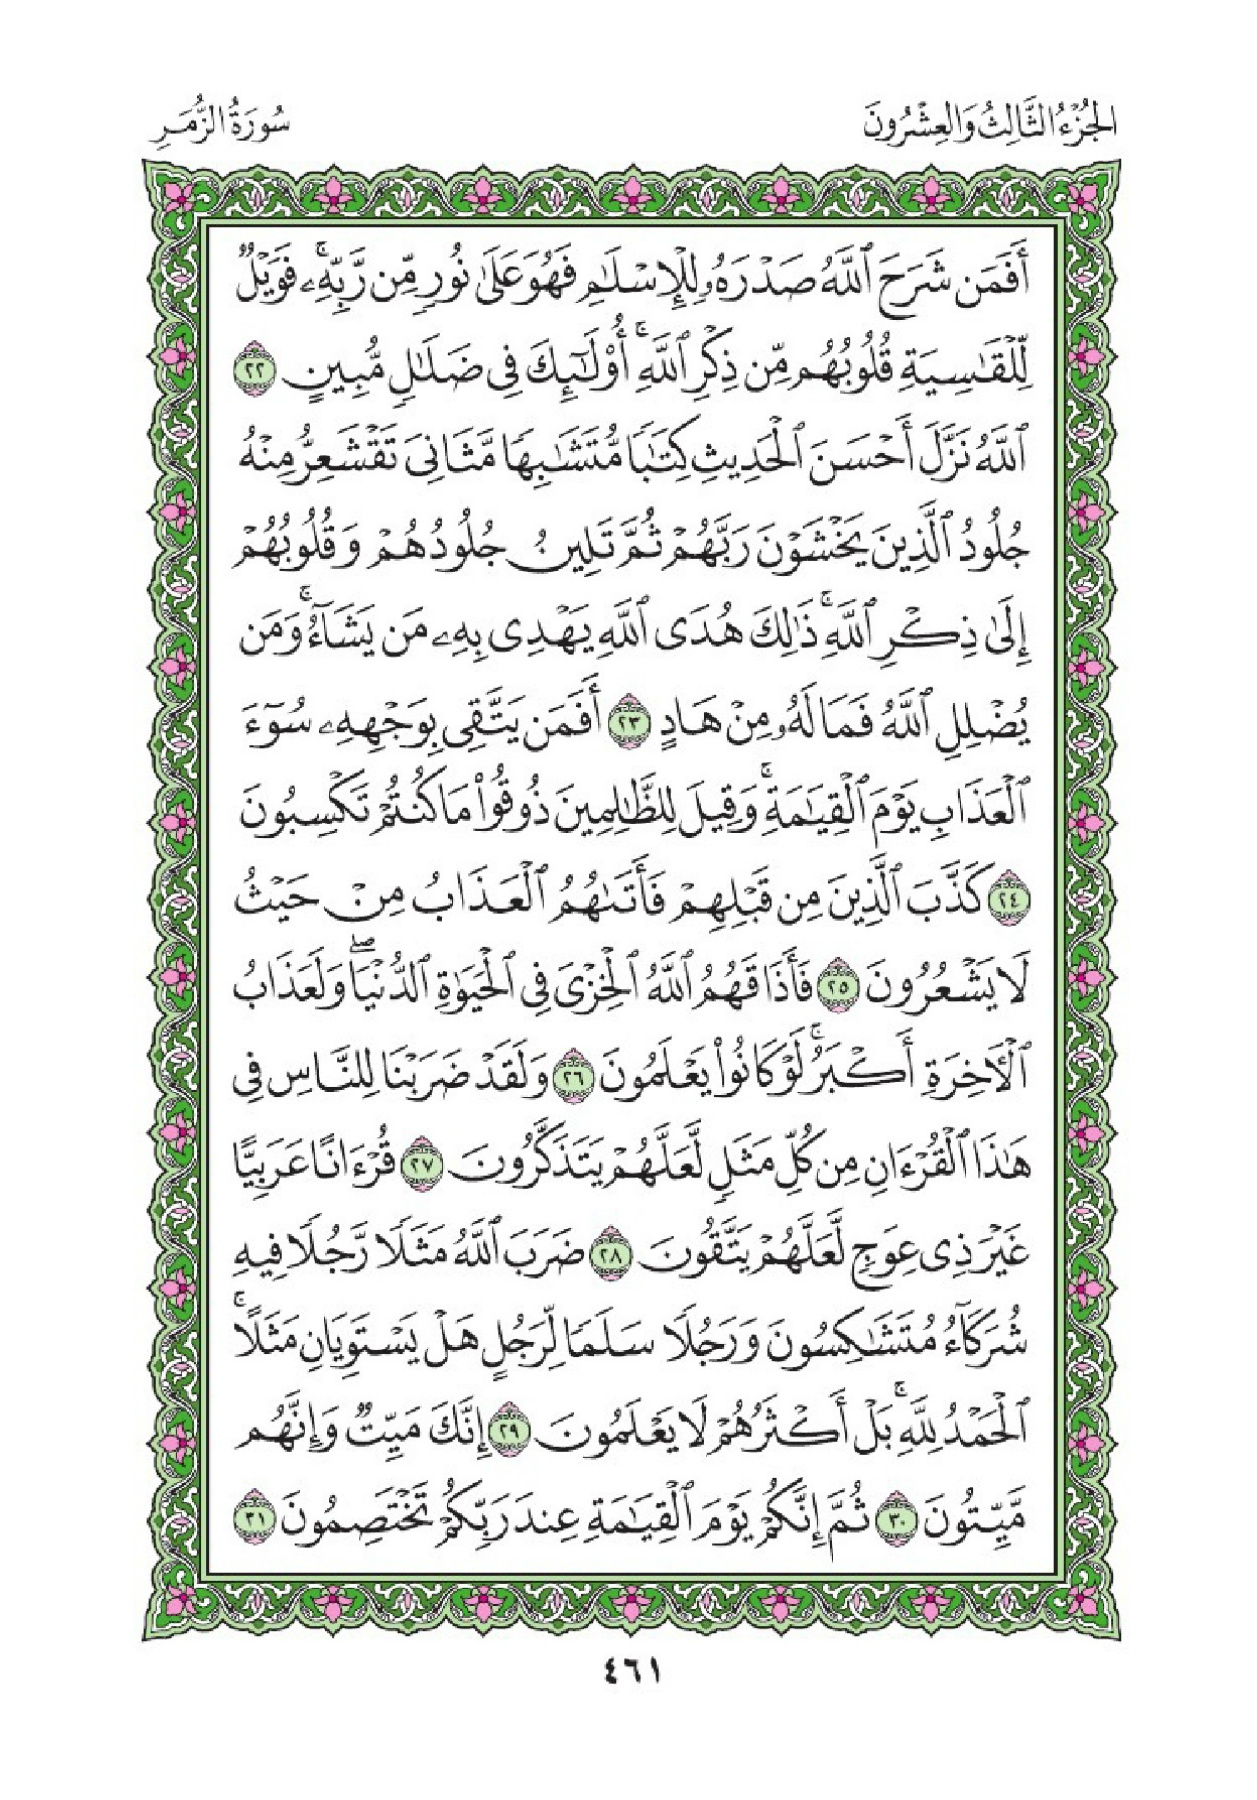 الجُزْءُ الثَّالِثُ وَالعِشْرُونَ
سُورَةُ الزُّمَرِ
أَفَمَن شَرَحَ ٱللَّهُ صَدْرَهُۥ لِلْإِسْلَٰمِ فَهُوَ عَلَىٰ نُورٍ مِّن رَّبِّهِۦۚ فَوَيْلٌ
لِّلْقَٰسِيَةِ قُلُوبُهُم مِّن ذِكْرِ ٱللَّهِۚ أُو۟لَٰٓئِكَ فِى ضَلَٰلٍ مُّبِينٍ ٢٢
ٱللَّهُ نَزَّلَ أَحْسَنَ ٱلْحَدِيثِ كِتَٰبًا مُّتَشَٰبِهًا مَّثَانِىَ تَقْشَعِرُّ مِنْهُ
جُلُودُ ٱلَّذِينَ يَخْشَوْنَ رَبَّهُمْ ثُمَّ تَلِينُ جُلُودُهُمْ وَقُلُوبُهُمْ
إِلَىٰ ذِكْرِ ٱللَّهِۚ ذَٰلِكَ هُدَى ٱللَّهِ يَهْدِى بِهِۦ مَن يَشَآءُۚ وَمَن
يُضْلِلِ ٱللَّهُ فَمَا لَهُۥ مِنْ هَادٍ ٢٣ أَفَمَن يَتَّقِى بِوَجْهِهِۦ سُوٓءَ
ٱلْعَذَابِ يَوْمَ ٱلْقِيَٰمَةِۚ وَقِيلَ لِلظَّٰلِمِينَ ذُوقُوا۟ مَا كُنتُمْ تَكْسِبُونَ
٢٤ كَذَّبَ ٱلَّذِينَ مِن قَبْلِهِمْ فَأَتَىٰهُمُ ٱلْعَذَابُ مِنْ حَيْثُ
لَا يَشْعُرُونَ ٢٥ فَأَذَاقَهُمُ ٱللَّهُ ٱلْخِزْىَ فِى ٱلْحَيَوٰةِ ٱلدُّنْيَاۖ وَلَعَذَابُ
ٱلْءَاخِرَةِ أَكْبَرُۚ لَوْ كَانُوا۟ يَعْلَمُونَ ٢٦ وَلَقَدْ ضَرَبْنَا لِلنَّاسِ فِى
هَٰذَا ٱلْقُرْءَانِ مِن كُلِّ مَثَلٍ لَّعَلَّهُمْ يَتَذَكَّرُونَ ٢٧ قُرْءَانًا عَرَبِيًّا
غَيْرَ ذِى عِوَجٍ لَّعَلَّهُمْ يَتَّقُونَ ٢٨ ضَرَبَ ٱللَّهُ مَثَلًا رَّجُلًا فِيهِ
شُرَكَآءُ مُتَشَٰكِسُونَ وَرَجُلًا سَلَمًا لِّرَجُلٍ هَلْ يَسْتَوِيَانِ مَثَلًاۚ
ٱلْحَمْدُ لِلَّهِۚ بَلْ أَكْثَرُهُمْ لَا يَعْلَمُونَ ٢٩ إِنَّكَ مَيِّتٌ وَإِنَّهُم
مَّيِّتُونَ ٣٠ ثُمَّ إِنَّكُمْ يَوْمَ ٱلْقِيَٰمَةِ عِندَ رَبِّكُمْ تَخْتَصِمُونَ ٣١
٤٦١